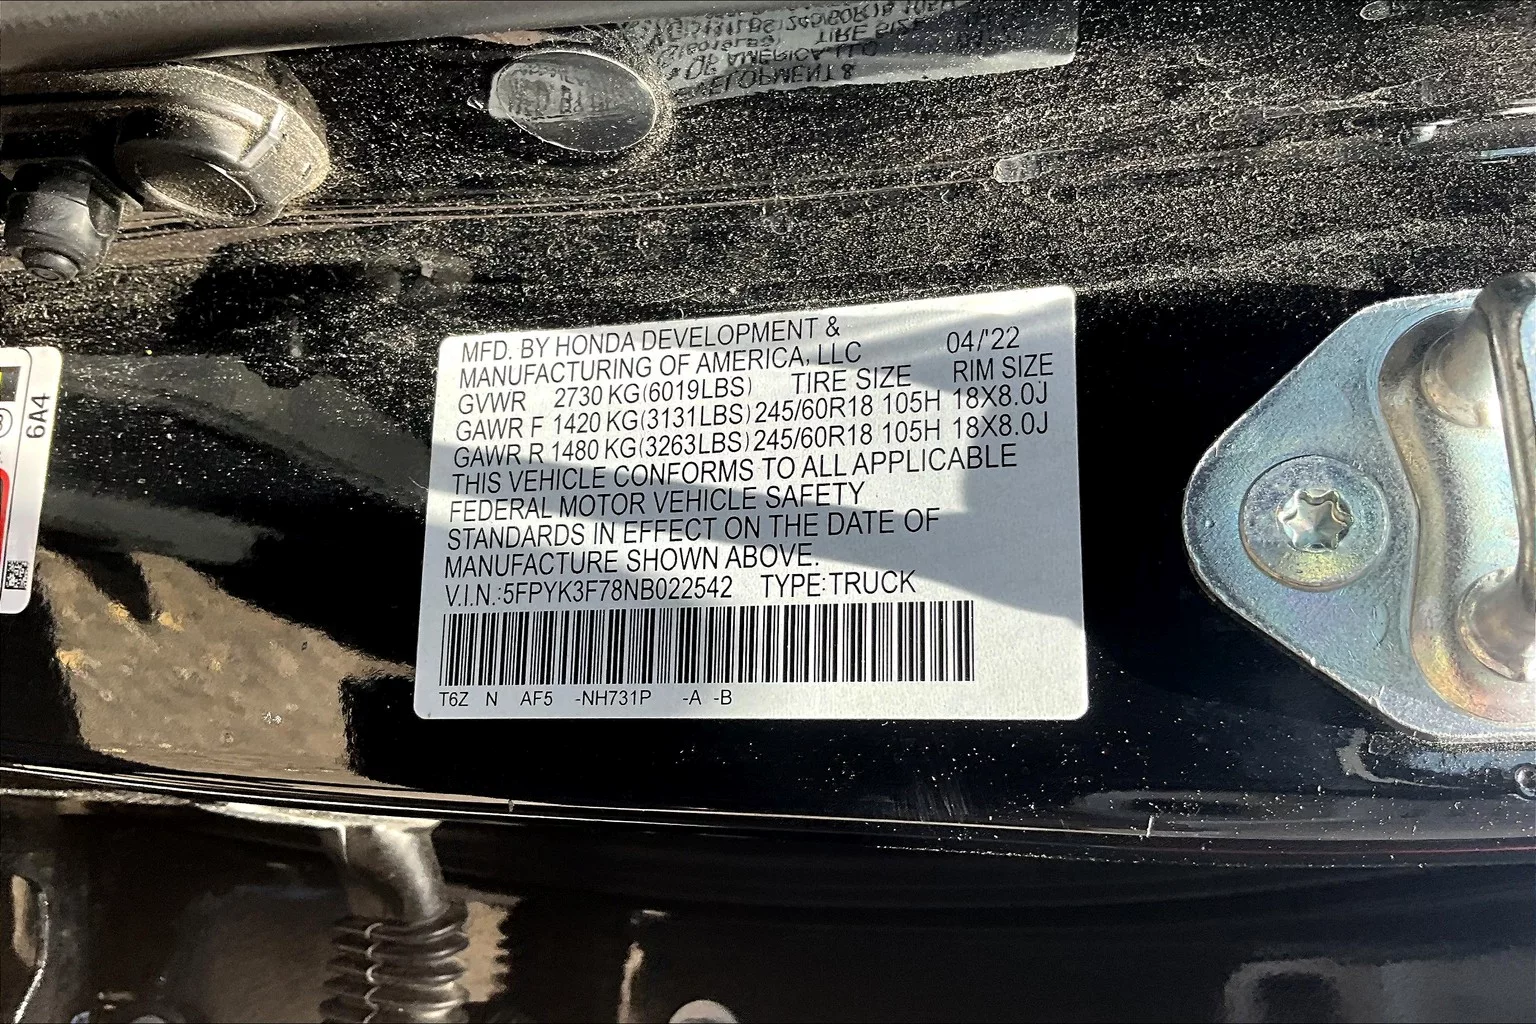 MFD. BY HONDA DEVELOPMENT & 04/'22
MANUFACTURING OF AMERICA, LLC
GVWR 2730 KG(6019LBS) TIRE SIZE RIM SIZE
GAWR F 1420 KG(3131LBS) 245/60R18 105H 18X8.0J
GAWR R 1480 KG(3263LBS) 245/60R18 105H 18X8.0J
THIS VEHICLE CONFORMS TO ALL APPLICABLE
FEDERAL MOTOR VEHICLE SAFETY
STANDARDS IN EFFECT ON THE DATE OF
MANUFACTURE SHOWN ABOVE.
V.I.N.:5FPYK3F78NB022542 TYPE:TRUCK
T6Z N AF5 -NH731P -A -B
6A4